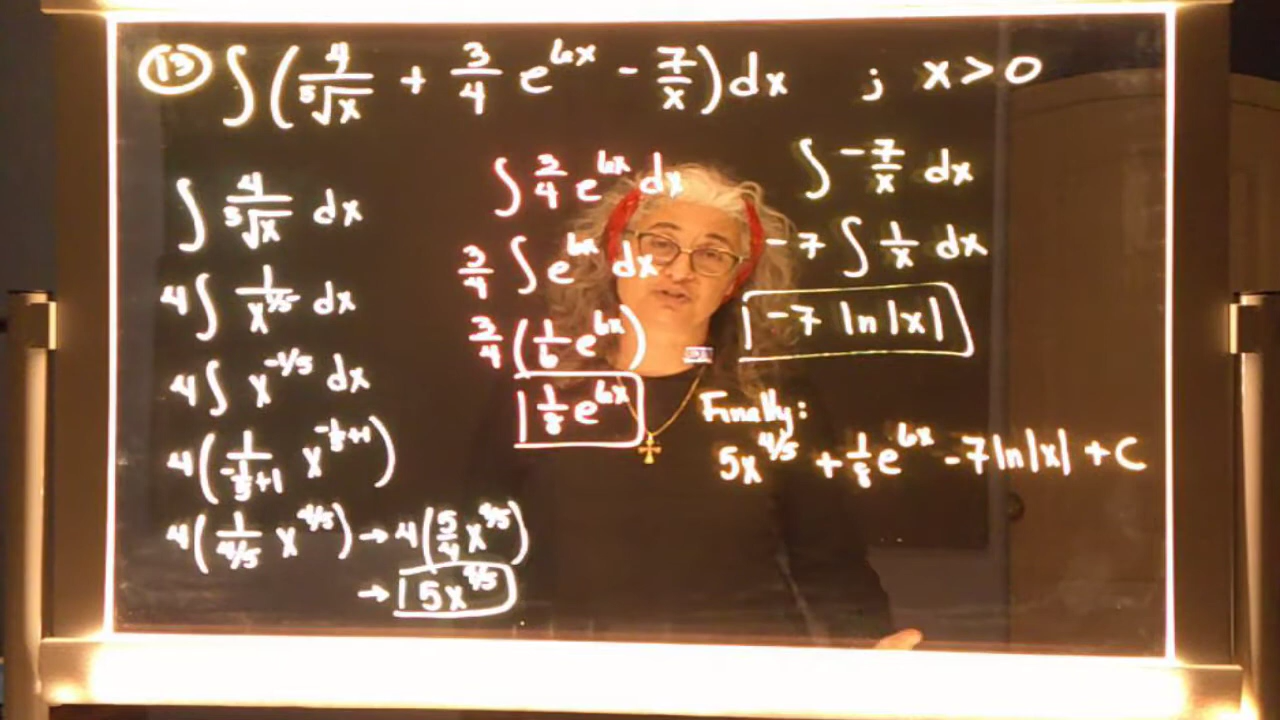 13 ∫ ( 4/⁵√x + 3/4 e^6x - 7/x ) dx ; x > 0
∫ 4/⁵√x dx
4 ∫ 1/x^1/5 dx
4 ∫ x^-1/5 dx
4 ( 1/(-1/5+1) x^(-1/5+1) )
4 ( 1/(4/5) x^4/5 ) → 4 ( 5/4 x^4/5 )
→ 5x^4/5
∫ 3/4 e^6x dx
3/4 ∫ e^6x dx
3/4 ( 1/6 e^6x )
1/8 e^6x
∫ -7/x dx
-7 ∫ 1/x dx
-7 ln|x|
Finally:
5x^4/5 + 1/8 e^6x - 7ln|x| + C